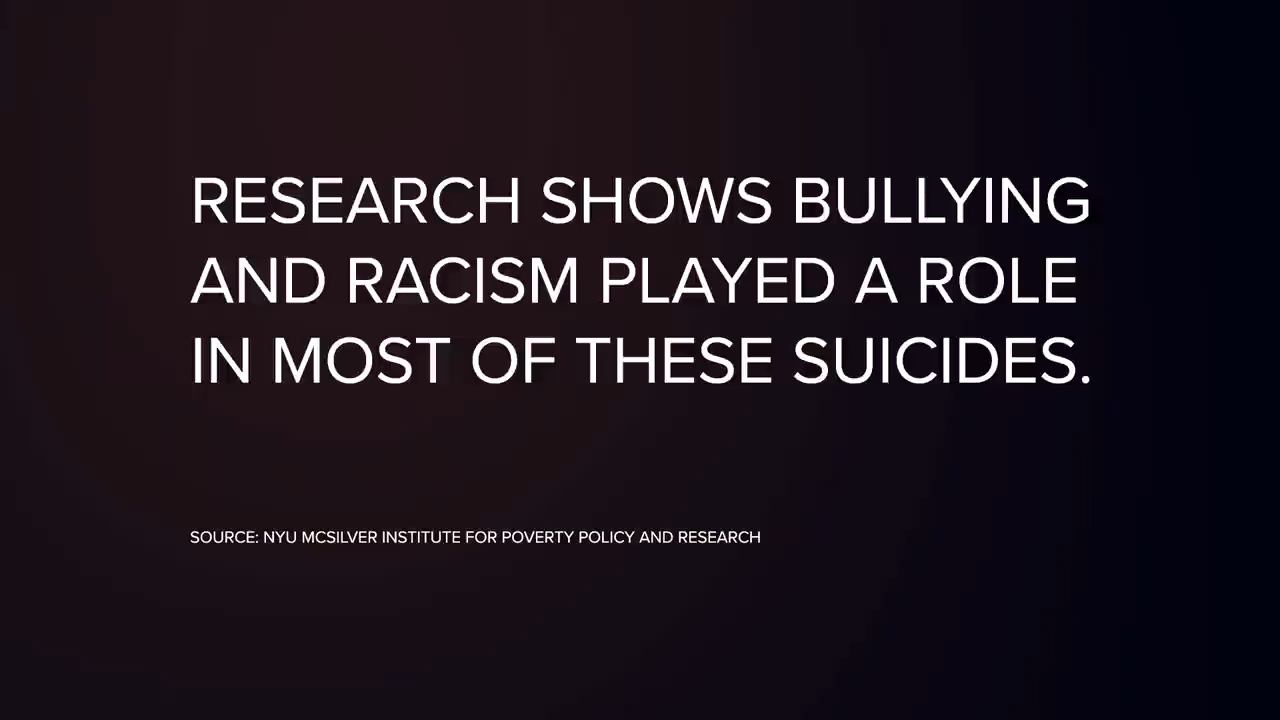 RESEARCH SHOWS BULLYING
AND RACISM PLAYED A ROLE
IN MOST OF THESE SUICIDES.
SOURCE: NYU MCSILVER INSTITUTE FOR POVERTY POLICY AND RESEARCH